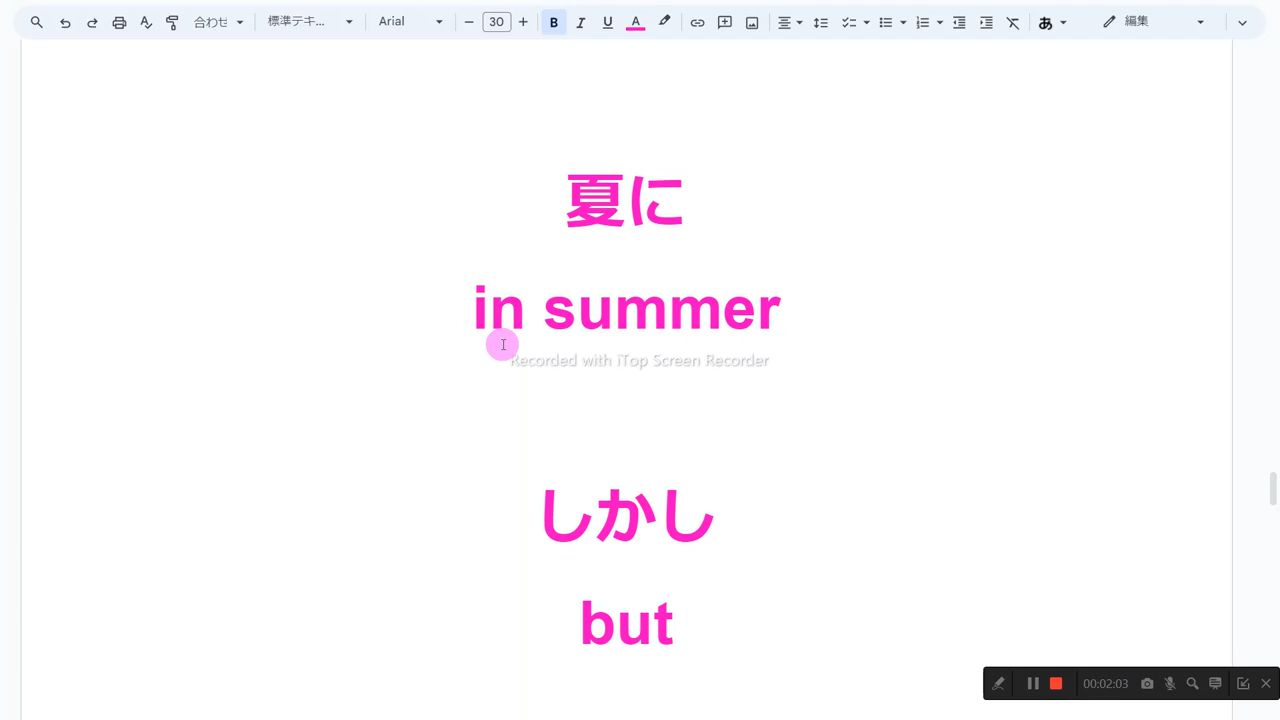 合わせ 標準テキ... Arial 30 B I U A あ 編集
夏に
in summer
Recorded with iTop Screen Recorder
しかし
but
00:02:03